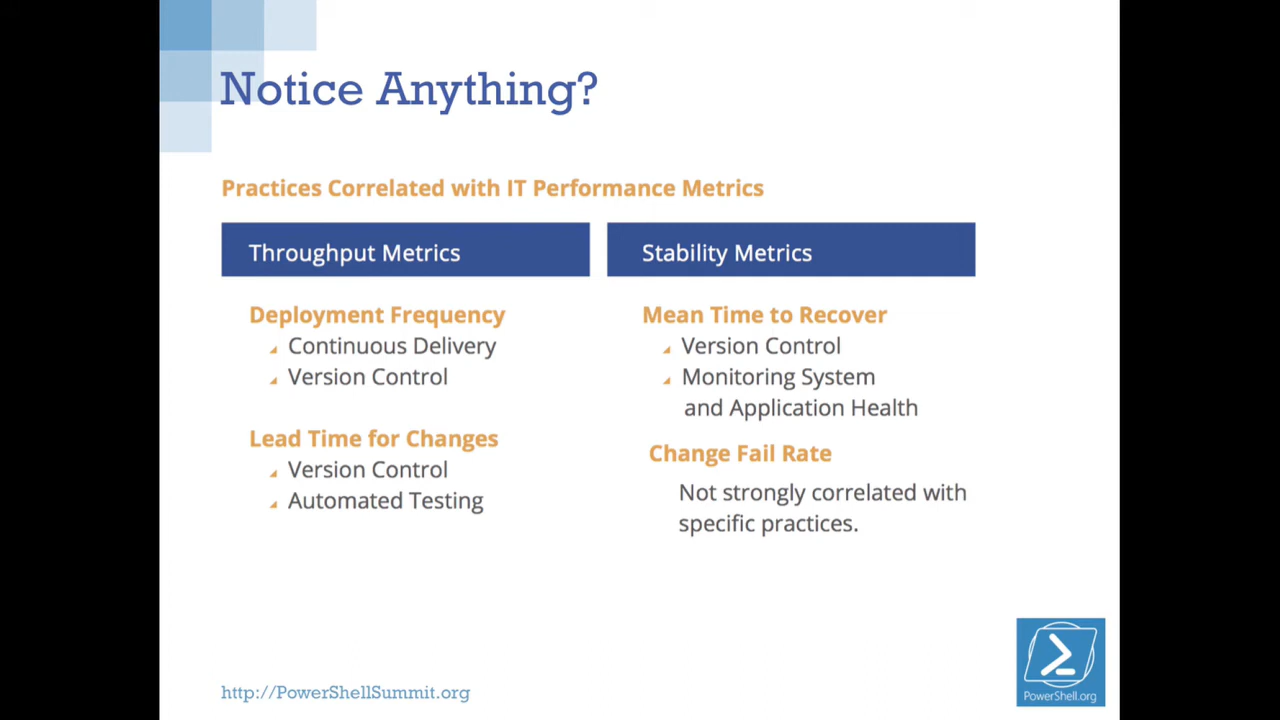 Notice Anything?
Practices Correlated with IT Performance Metrics
Throughput Metrics
Deployment Frequency
Continuous Delivery
Version Control
Lead Time for Changes
Version Control
Automated Testing
Stability Metrics
Mean Time to Recover
Version Control
Monitoring System
and Application Health
Change Fail Rate
Not strongly correlated with
specific practices.
http://PowerShellSummit.org
PowerShell.org